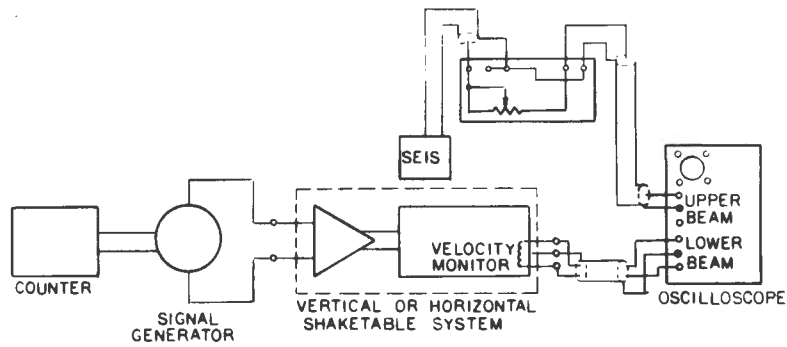 SEIS
UPPER
BEAM
LOWER
BEAM
OSCILLOSCOPE
VELOCITY
MONITOR
COUNTER
SIGNAL
GENERATOR
VERTICAL OR HORIZONTAL
SHAKETABLE SYSTEM